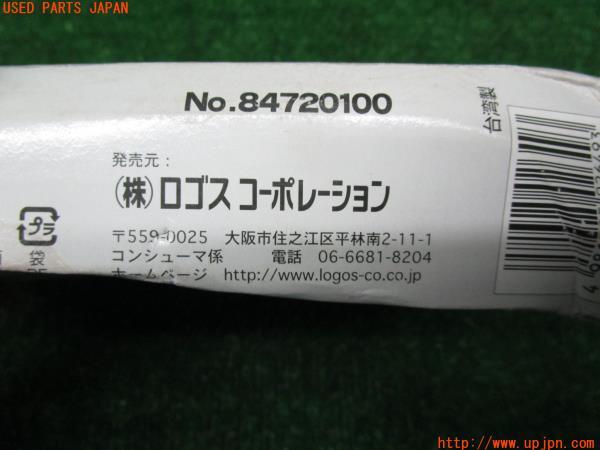 USED PARTS JAPAN
No.84720100
台湾製
発売元：
(株)ロゴス コーポレーション
〒559-0025 大阪市住之江区平林南2-11-1
コンシューマ係 電話 06-6681-8204
ホームページ http://www.logos-co.co.jp
プラ
袋
http://www.upjpn.com/